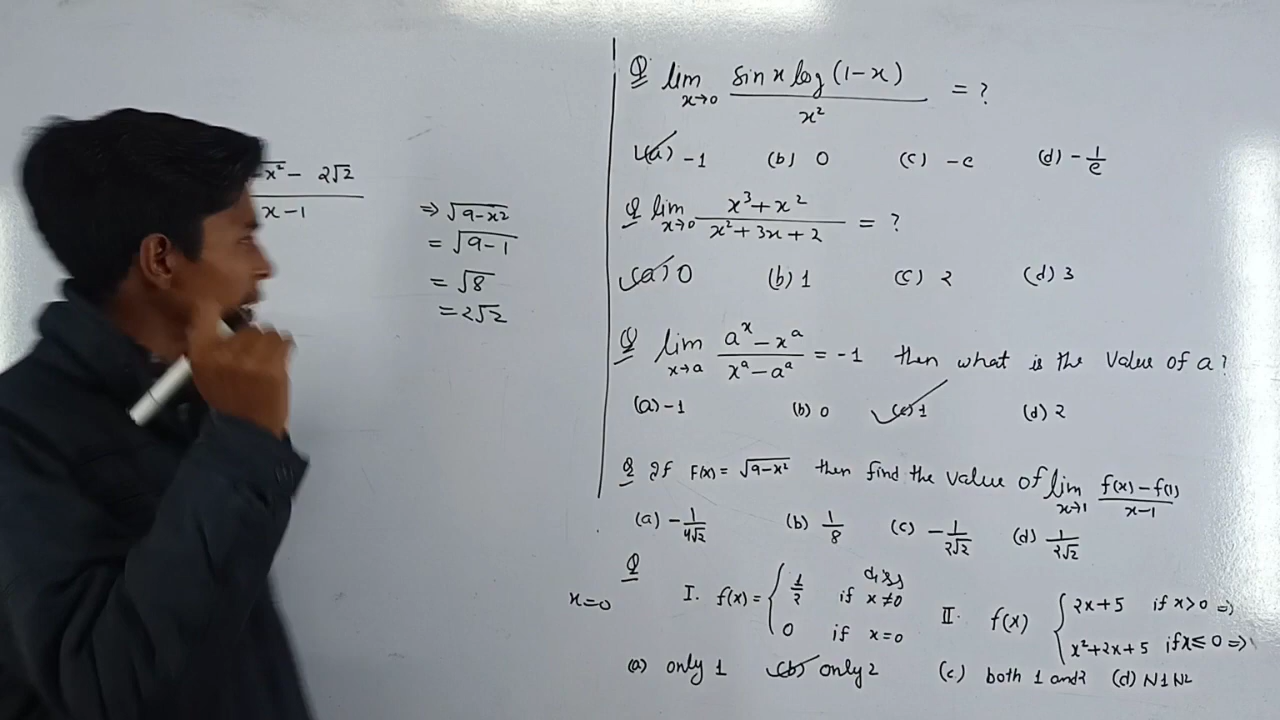 x² - 2√2
x-1
⇒ √9-x²
= √9-1
= √8
= 2√2
Q lim x→0 sin x log (1-x) / x² = ?
(a) -1 (b) 0 (c) -e (d) -1/e
Q lim x→0 x³+x² / x²+3x+2 = ?
(a) 0 (b) 1 (c) 2 (d) 3
Q lim x→a aˣ-xᵃ / xᵃ-aᵃ = -1 then what is the Value of a?
(a) -1 (b) 0 (c) 1 (d) 2
Q If F(x) = √9-x² then find the value of lim x→1 f(x)-f(1) / x-1
(a) -1/4√2 (b) 1/8 (c) -1/2√2 (d) 1/2√2
Q
x=0 I. f(x) = { 1/2 if x≠0 II. f(x) { 2x+5 if x>0 ⇒
0 if x=0 x²+2x+5 if x≤0 ⇒
(a) only 1 (b) only 2 (c) both 1 and 2 (d) N1N2